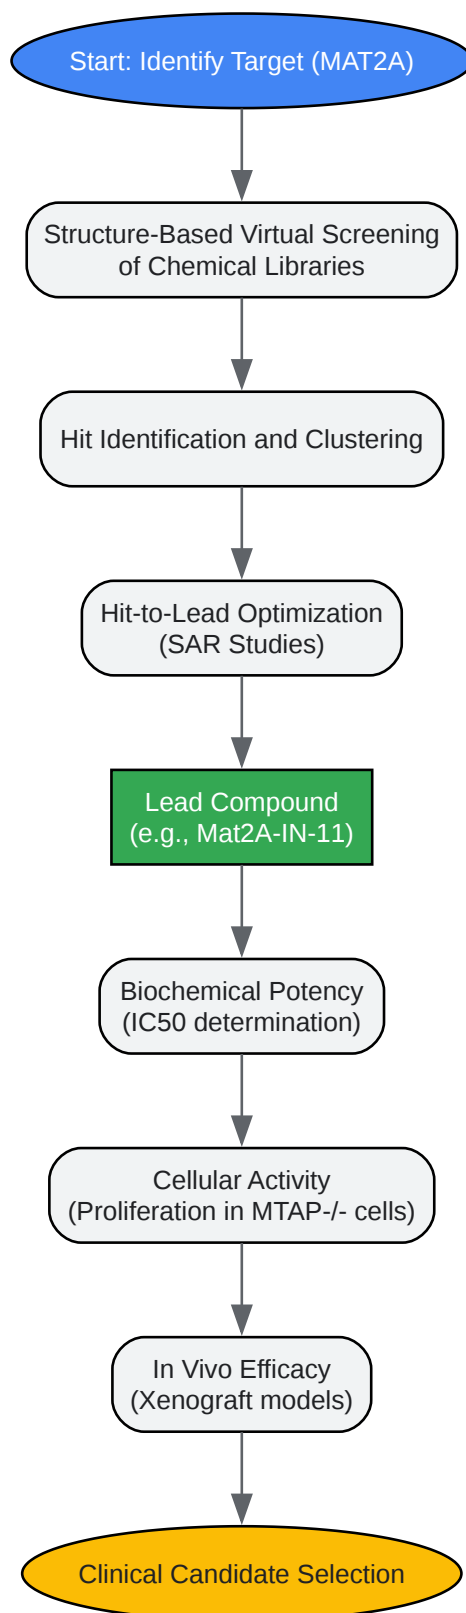 Start: Identify Target (MAT2A)
Structure-Based Virtual Screening
of Chemical Libraries
Hit Identification and Clustering
Hit-to-Lead Optimization
(SAR Studies)
Lead Compound
(e.g., Mat2A-IN-11)
Biochemical Potency
(IC50 determination)
Cellular Activity
(Proliferation in MTAP-/- cells)
In Vivo Efficacy
(Xenograft models)
Clinical Candidate Selection